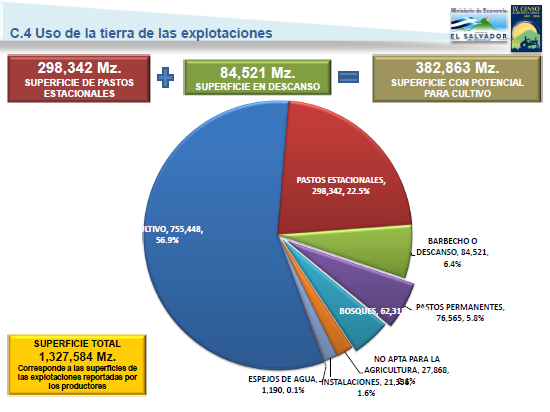 C.4 Uso de la tierra de las explotaciones
Ministerio de Economía
EL SALVADOR
IV CENSO
298,342 Mz.
SUPERFICIE DE PASTOS
ESTACIONALES
84,521 Mz.
SUPERFICIE EN DESCANSO
382,863 Mz.
SUPERFICIE CON POTENCIAL
PARA CULTIVO
PASTOS ESTACIONALES,
298,342, 22.5%
ULTIVO, 755,448,
56.9%
BARBECHO O
DESCANSO, 84,521,
6.4%
PASTOS PERMANENTES,
76,565, 5.8%
BOSQUES, 62,31
NO APTA PARA LA
AGRICULTURA, 27,868,
INSTALACIONES,
1.6%
ESPEJOS DE AGUA,
1,190, 0.1%
SUPERFICIE TOTAL
1,327,584 Mz.
Corresponde a las superficies de
las explotaciones reportadas por
los productores